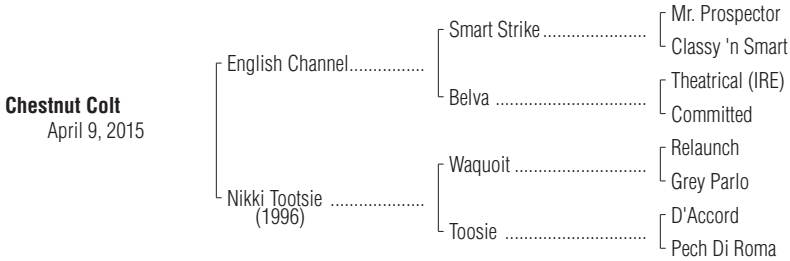 Chestnut Colt
April 9, 2015
English Channel................
Nikki Tootsie ....................
(1996)
Smart Strike......................
Belva ................................
Waquoit ............................
Toosie ..............................
Mr. Prospector
Classy 'n Smart
Theatrical (IRE)
Committed
Relaunch
Grey Parlo
D'Accord
Pech Di Roma